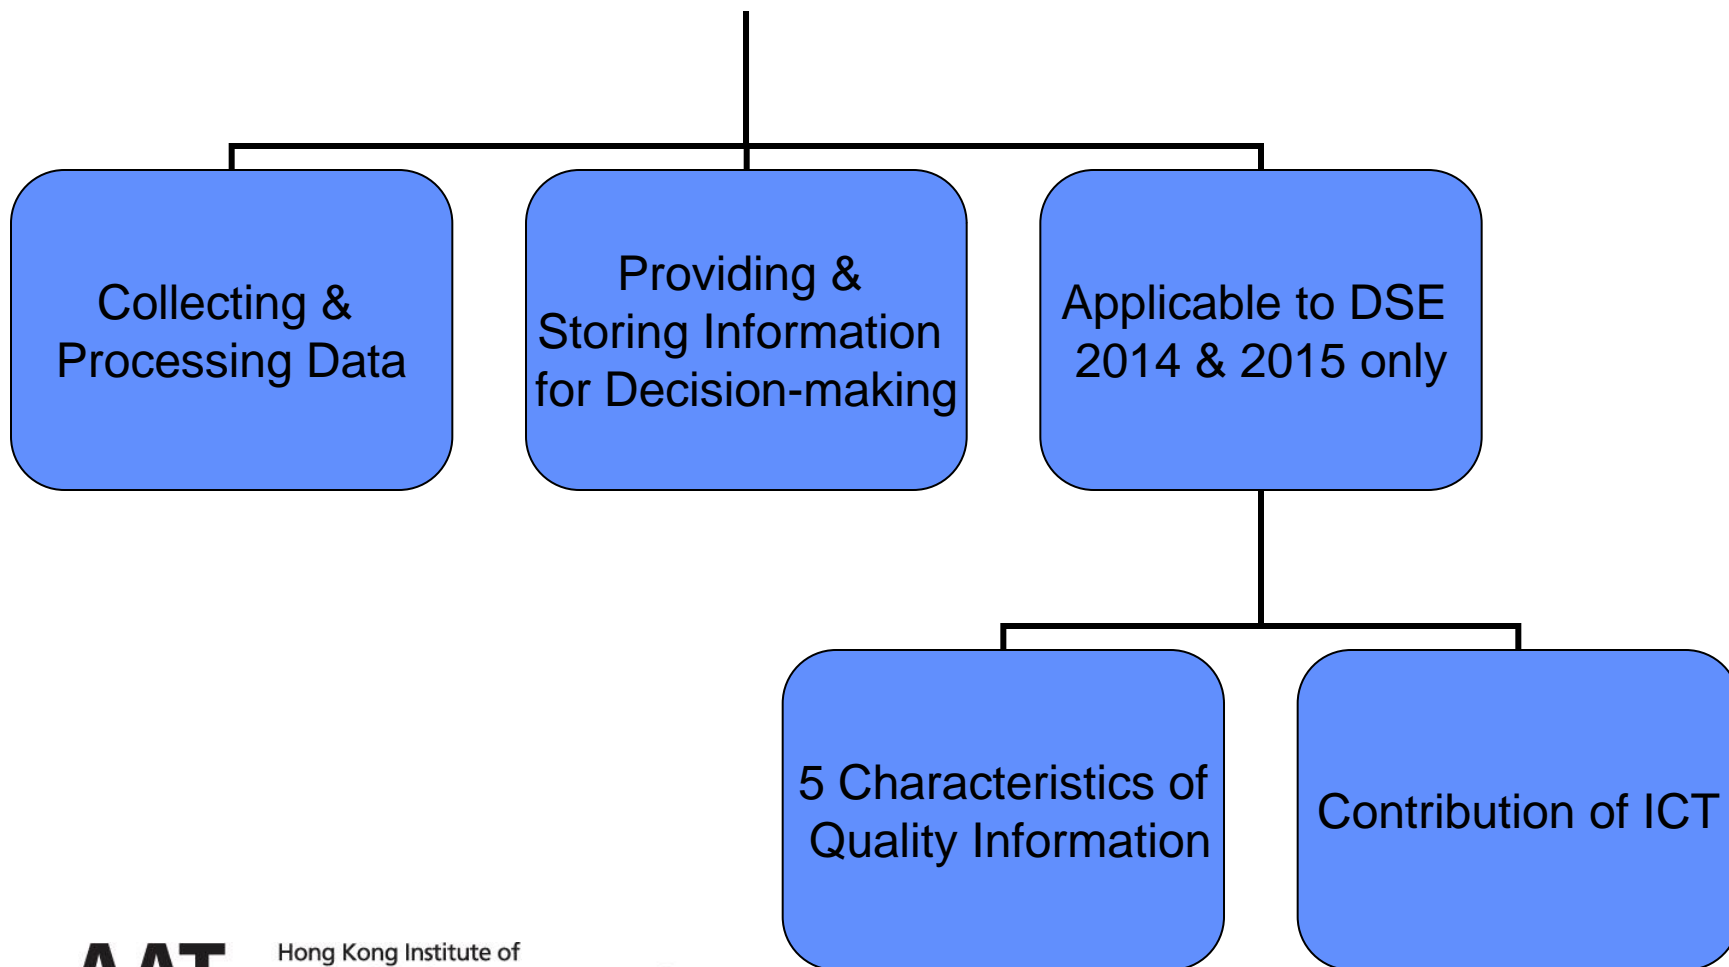 Collecting &
Processing Data
Providing &
Storing Information
for Decision-making
Applicable to DSE
2014 & 2015 only
5 Characteristics of
Quality Information
Contribution of ICT
AAT
Hong Kong Institute of